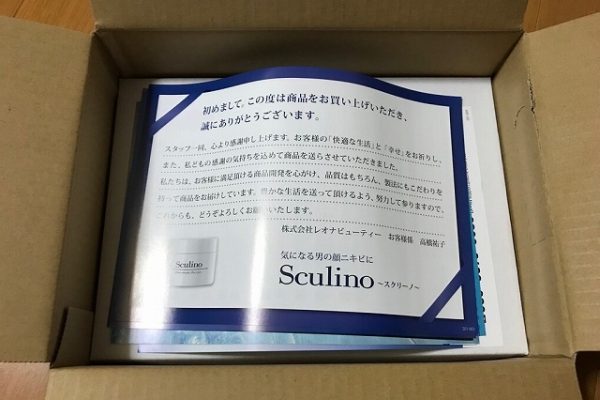 初めまして。この度は商品をお買い上げいただき、
誠にありがとうございます。
スタッフ一同、心より感謝申し上げます。お客様の「快適な生活」と「幸せ」をお祈りし、
また、私どもの感謝の気持ちを込めて商品を送らさせていただきました。
私たちは、お客様に満足頂ける商品開発を心がけ、品質はもちろん、製法にもこだわりを
持って商品をお届けしています。豊かな生活を送って頂けるよう、努力して参りますので、
これからも、どうぞよろしくお願いいたします。
株式会社レオナビューティー お客様係 高橋祐子
気になる男の顔ニキビに
Sculino ～スクリーノ～
Sculino